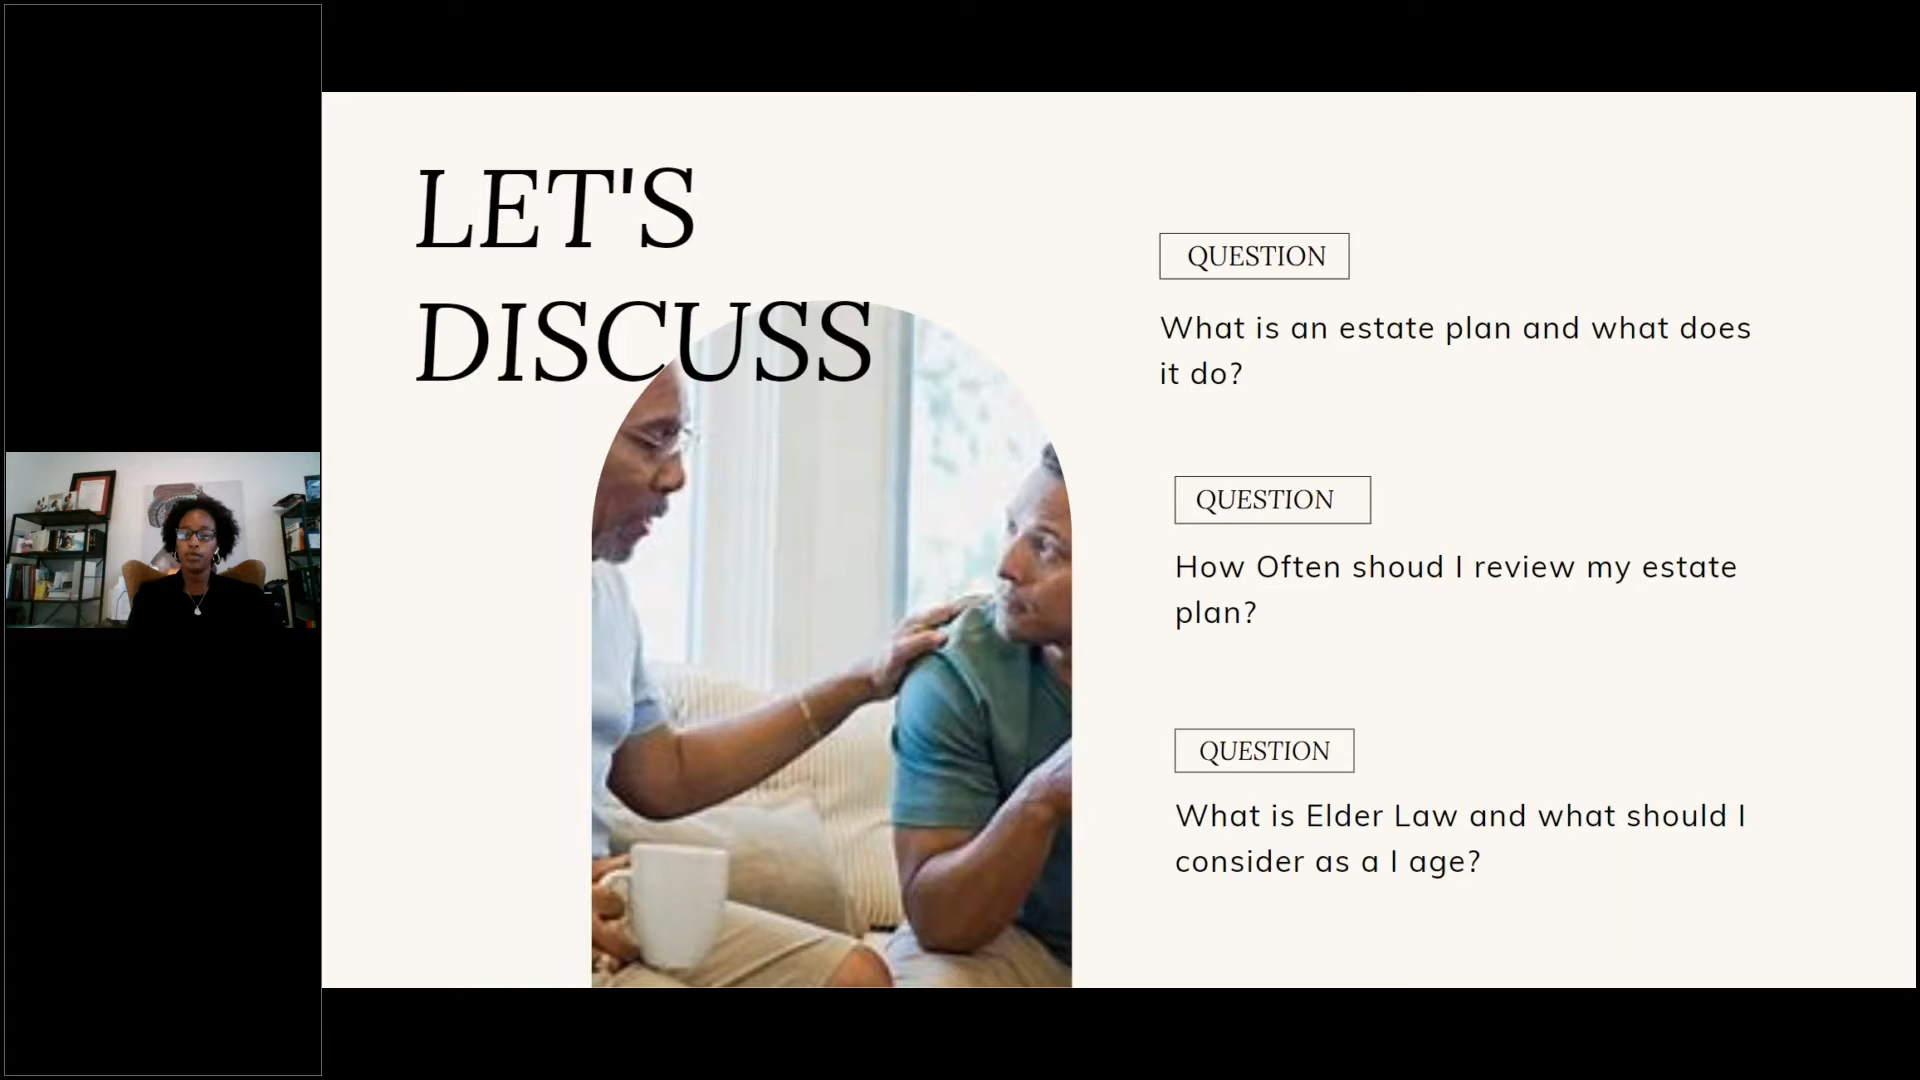 LET'S
DISCUSS
QUESTION
What is an estate plan and what does
it do?
QUESTION
How Often shoud I review my estate
plan?
QUESTION
What is Elder Law and what should I
consider as a I age?